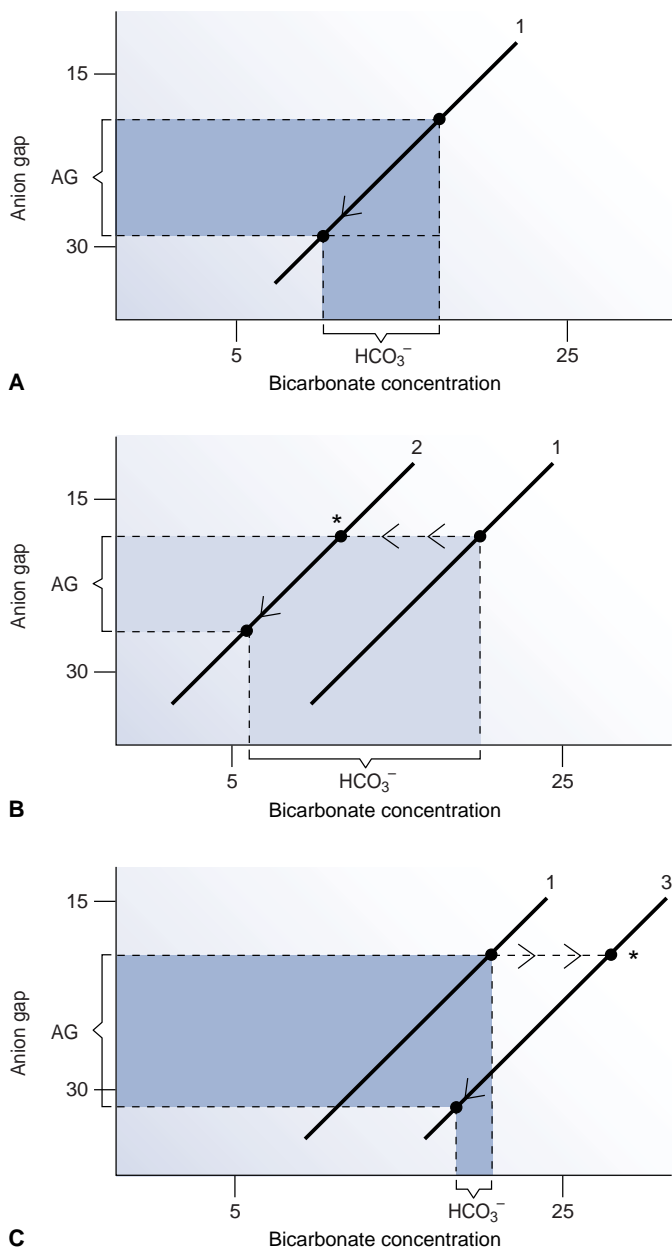 1
15
Anion gap
AG
30
HCO₃⁻
5
25
A
Bicarbonate concentration
2
1
15
*
Anion gap
AG
30
HCO₃⁻
5
25
B
Bicarbonate concentration
1
3
15
*
Anion gap
AG
30
HCO₃⁻
5
25
C
Bicarbonate concentration